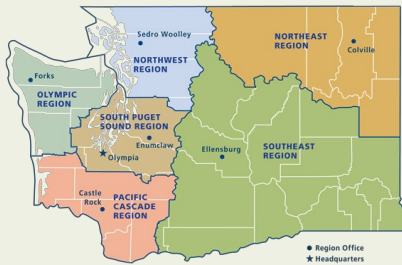 Sedro Woolley
NORTHWEST
REGION
NORTHEAST
REGION
Colville
Forks
OLYMPIC
REGION
SOUTH PUGET
SOUND REGION
Enumclaw
Olympia
Ellensburg
SOUTHEAST
REGION
Castle
Rock
PACIFIC
CASCADE
REGION
Region Office
Headquarters